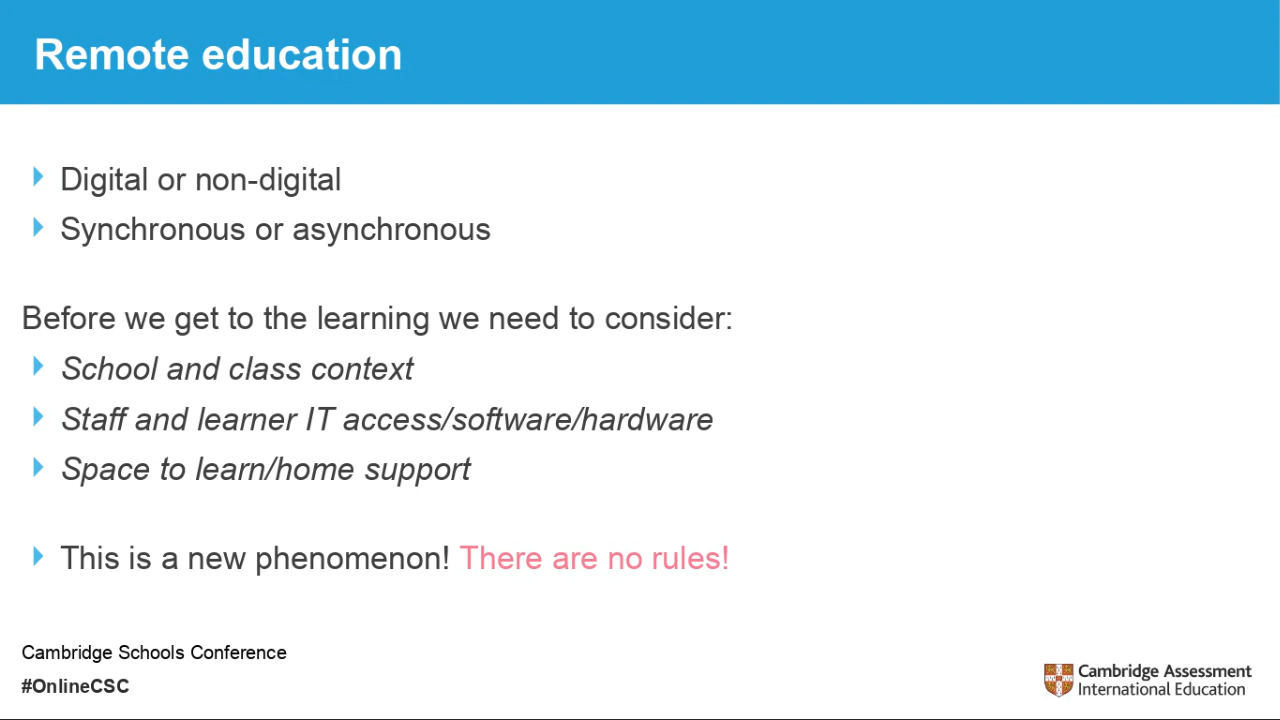 Remote education
Digital or non-digital
Synchronous or asynchronous
Before we get to the learning we need to consider:
School and class context
Staff and learner IT access/software/hardware
Space to learn/home support
This is a new phenomenon! There are no rules!
Cambridge Schools Conference
#OnlineCSC
Cambridge Assessment
International Education